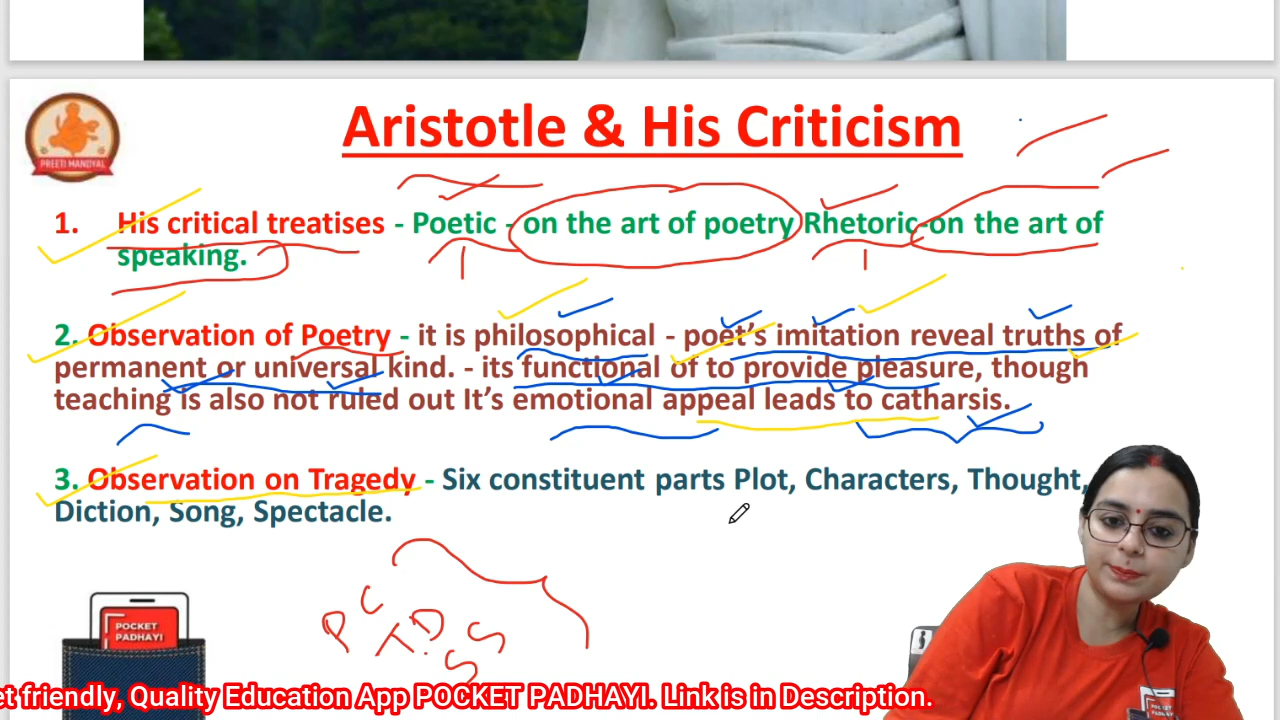 Aristotle & His Criticism
PREETI MANDYAL
1. His critical treatises - Poetic - on the art of poetry Rhetoric-on the art of
speaking.
2. Observation of Poetry - it is philosophical - poet's imitation reveal truths of
permanent or universal kind. - its functional of to provide pleasure, though
teaching is also not ruled out It's emotional appeal leads to catharsis.
3. Observation on Tragedy - Six constituent parts Plot, Characters, Thought,
Diction, Song, Spectacle.
P C T. D S S
POCKET
PADHAYI
et friendly, Quality Education App POCKET PADHAYI. Link is in Description.